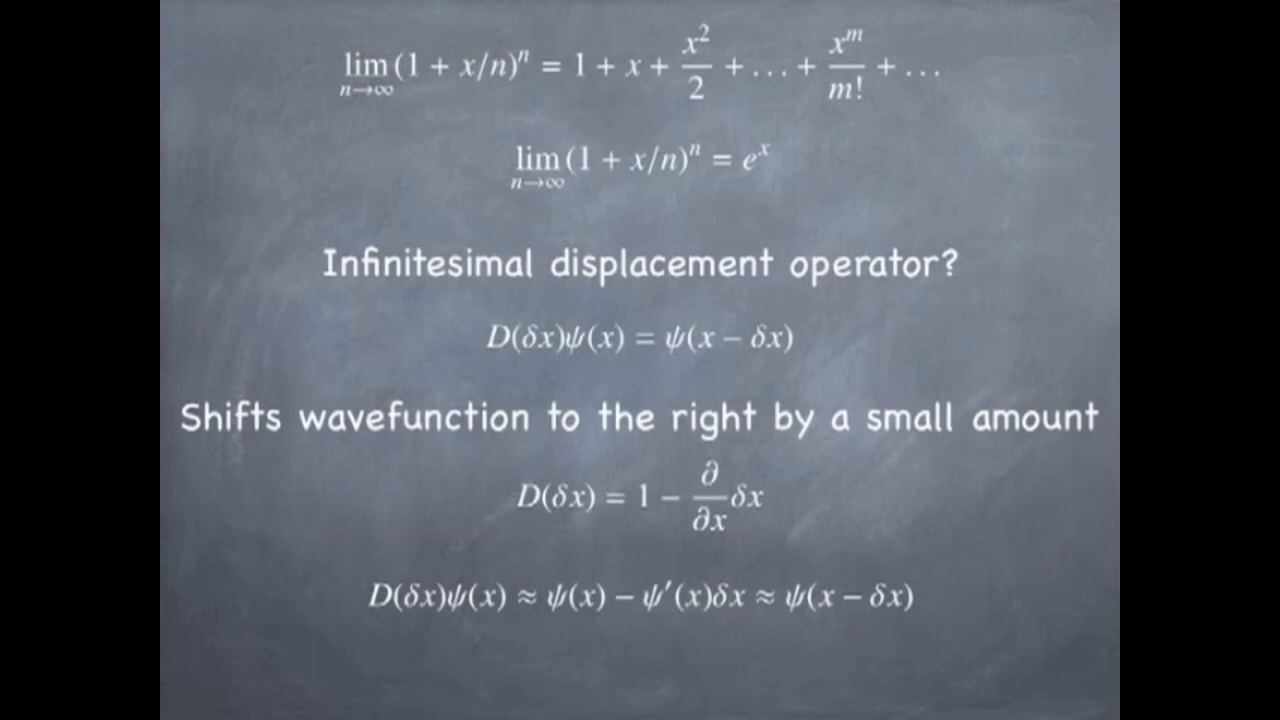 lim_{n→∞} (1 + x/n)^n = 1 + x + x^2/2 + … + x^m/m! + …
lim_{n→∞} (1 + x/n)^n = e^x
Infinitesimal displacement operator?
D(δx)ψ(x) = ψ(x − δx)
Shifts wavefunction to the right by a small amount
D(δx) = 1 − ∂/∂x δx
D(δx)ψ(x) ≈ ψ(x) − ψ′(x)δx ≈ ψ(x − δx)